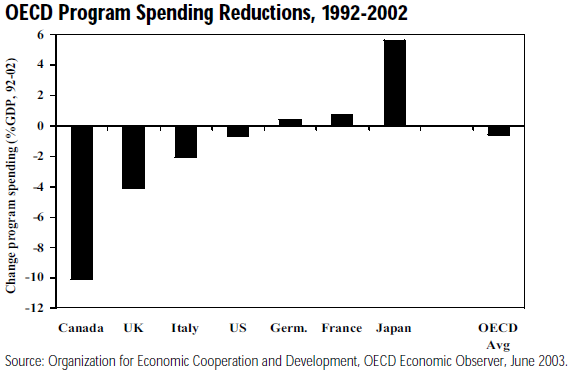 OECD Program Spending Reductions, 1992-2002
Change program spending (%GDP, 92-02)
6
4
2
0
-2
-4
-6
-8
-10
-12
Canada UK Italy US Germ. France Japan OECD
Avg
Source: Organization for Economic Cooperation and Development, OECD Economic Observer, June 2003.